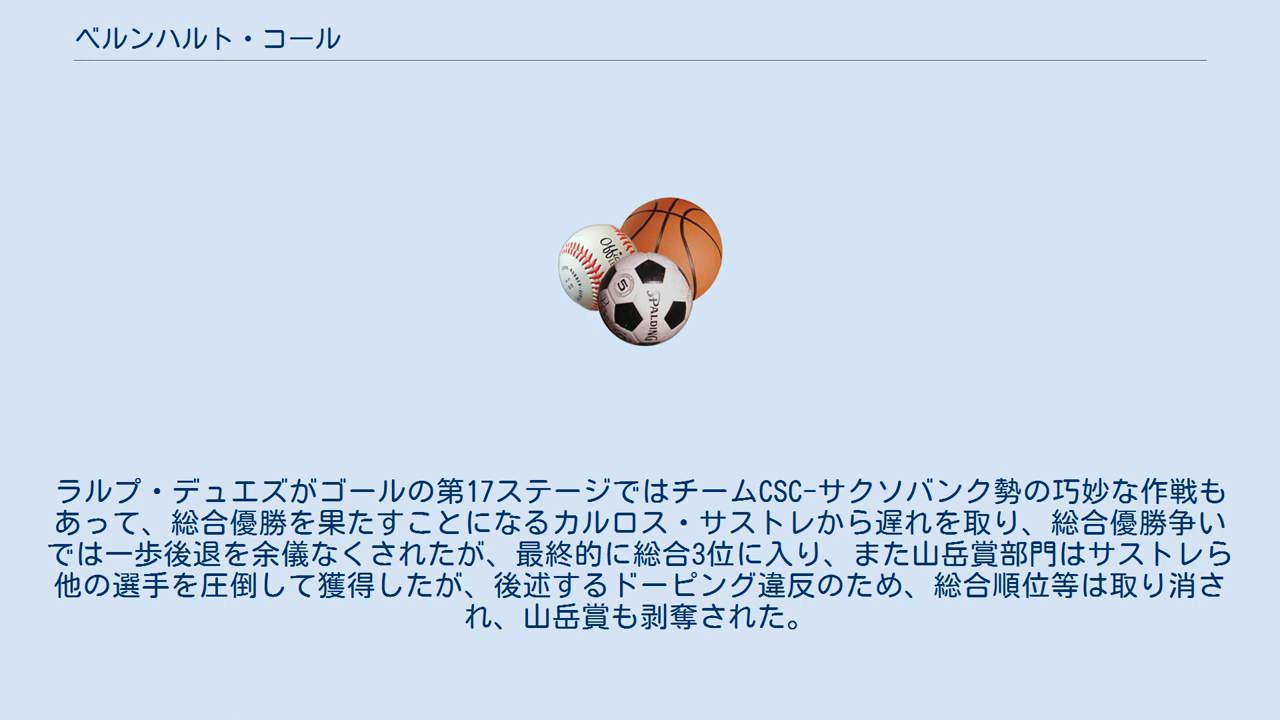 ベルンハルト・コール
Offic
5
SPALDING
ラルプ・デュエズがゴールの第17ステージではチームCSC-サクソバンク勢の巧妙な作戦も
あって、総合優勝を果たすことになるカルロス・サストレから遅れを取り、総合優勝争い
では一歩後退を余儀なくされたが、最終的に総合3位に入り、また山岳賞部門はサストレら
他の選手を圧倒して獲得したが、後述するドーピング違反のため、総合順位等は取り消さ
れ、山岳賞も剥奪された。